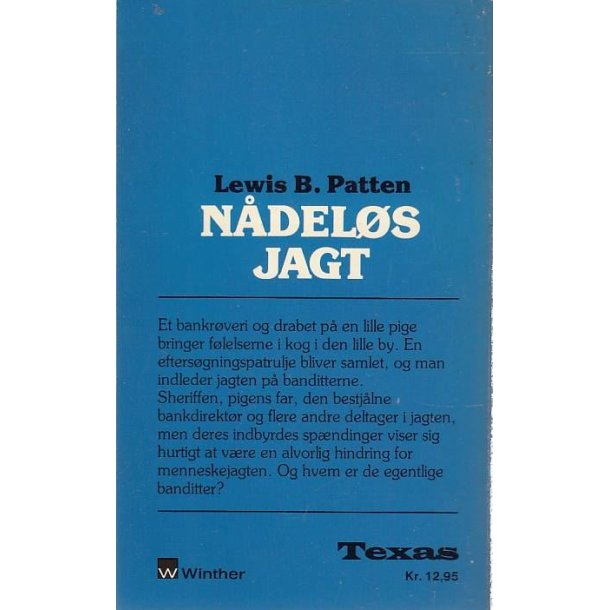 Lewis B. Patten
NÅDELØS
JAGT
Et bankrøveri og drabet på en lille pige
bringer følelserne i kog i den lille by. En
eftersøgningspatrulje bliver samlet, og man
indleder jagten på banditterne.
Sheriffen, pigens far, den bestjålne
bankdirektør og flere andre deltager i jagten,
men deres indbyrdes spændinger viser sig
hurtigt at være en alvorlig hindring for
menneskejagten. Og hvem er de egentlige
banditter?
Texas
W Winther
Kr. 12,95